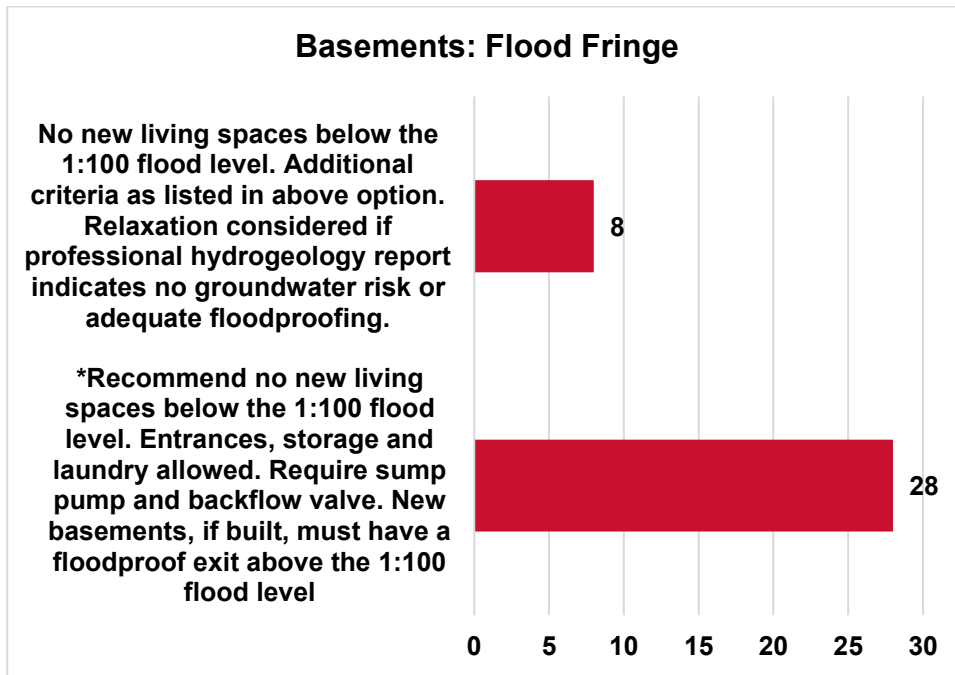 Basements: Flood Fringe
No new living spaces below the
1:100 flood level. Additional
criteria as listed in above option.
Relaxation considered if
professional hydrogeology report
indicates no groundwater risk or
adequate floodproofing.
8
*Recommend no new living
spaces below the 1:100 flood
level. Entrances, storage and
laundry allowed. Require sump
pump and backflow valve. New
basements, if built, must have a
floodproof exit above the 1:100
flood level
28
0 5 10 15 20 25 30